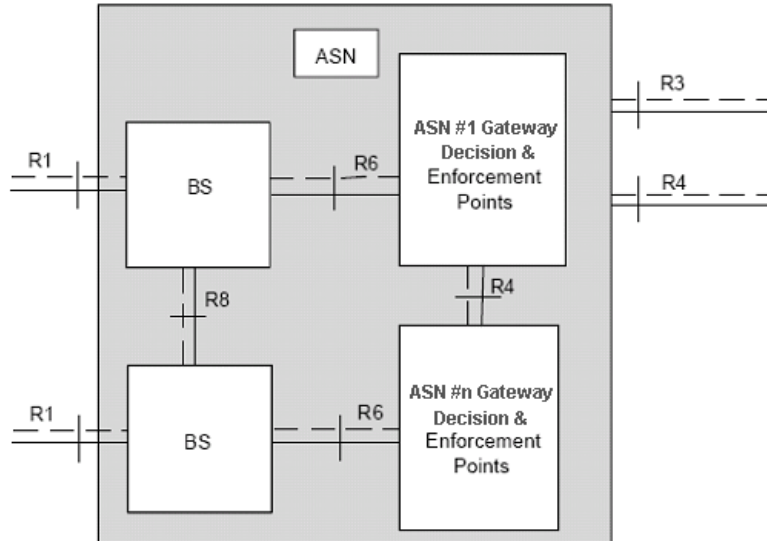 ASN
R3
ASN #1 Gateway
Decision &
Enforcement
Points
R1
R6
BS
R4
R8
R4
R1
R6
BS
ASN #n Gateway
Decision &
Enforcement
Points